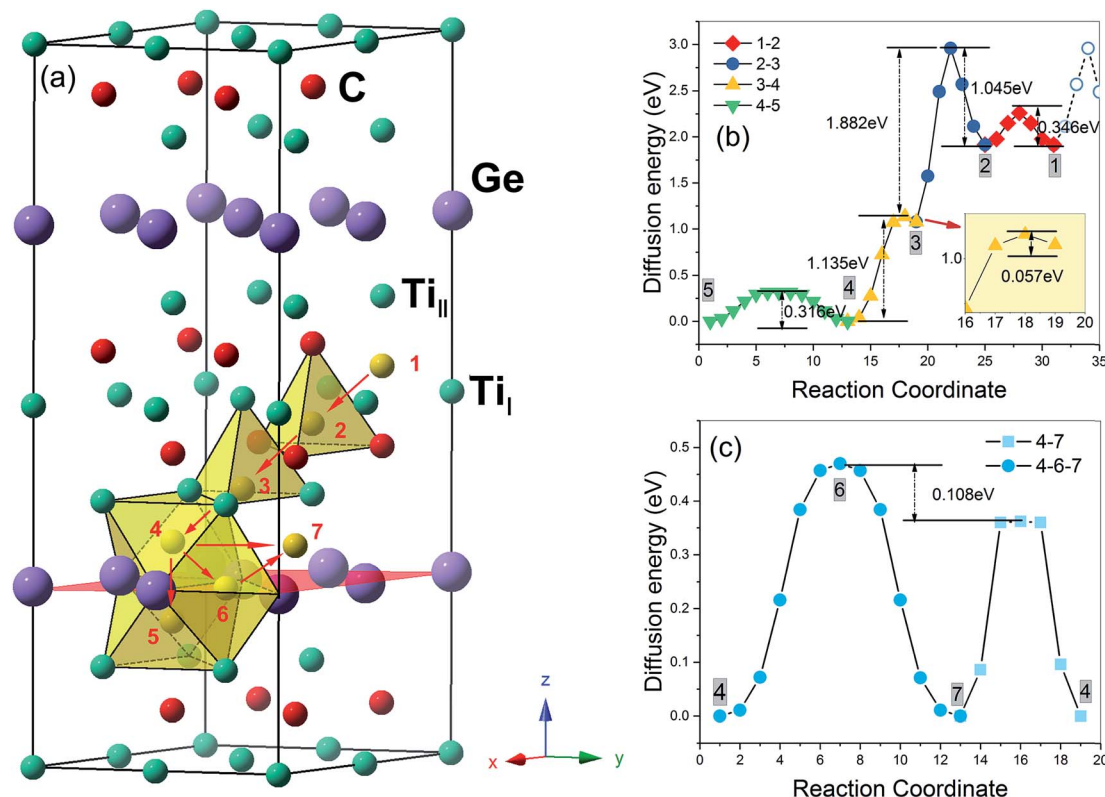 (a)
C
Ge
Ti_II
Ti_I
1
2
3
4
7
6
5
z
x
y
(b)
1-2
2-3
3-4
4-5
Diffusion energy (eV)
3.0
2.5
2.0
1.5
1.0
0.5
0.0
1.882eV
1.045eV
0.346eV
2
1
3
1.135eV
5
4
0.316eV
1.0
0.057eV
16 17 18 19 20
0 5 10 15 20 25 30 35
Reaction Coordinate
(c)
4-7
4-6-7
Diffusion energy (eV)
0.5
0.4
0.3
0.2
0.1
0.0
6
0.108eV
4
7
4
0 2 4 6 8 10 12 14 16 18 20
Reaction Coordinate